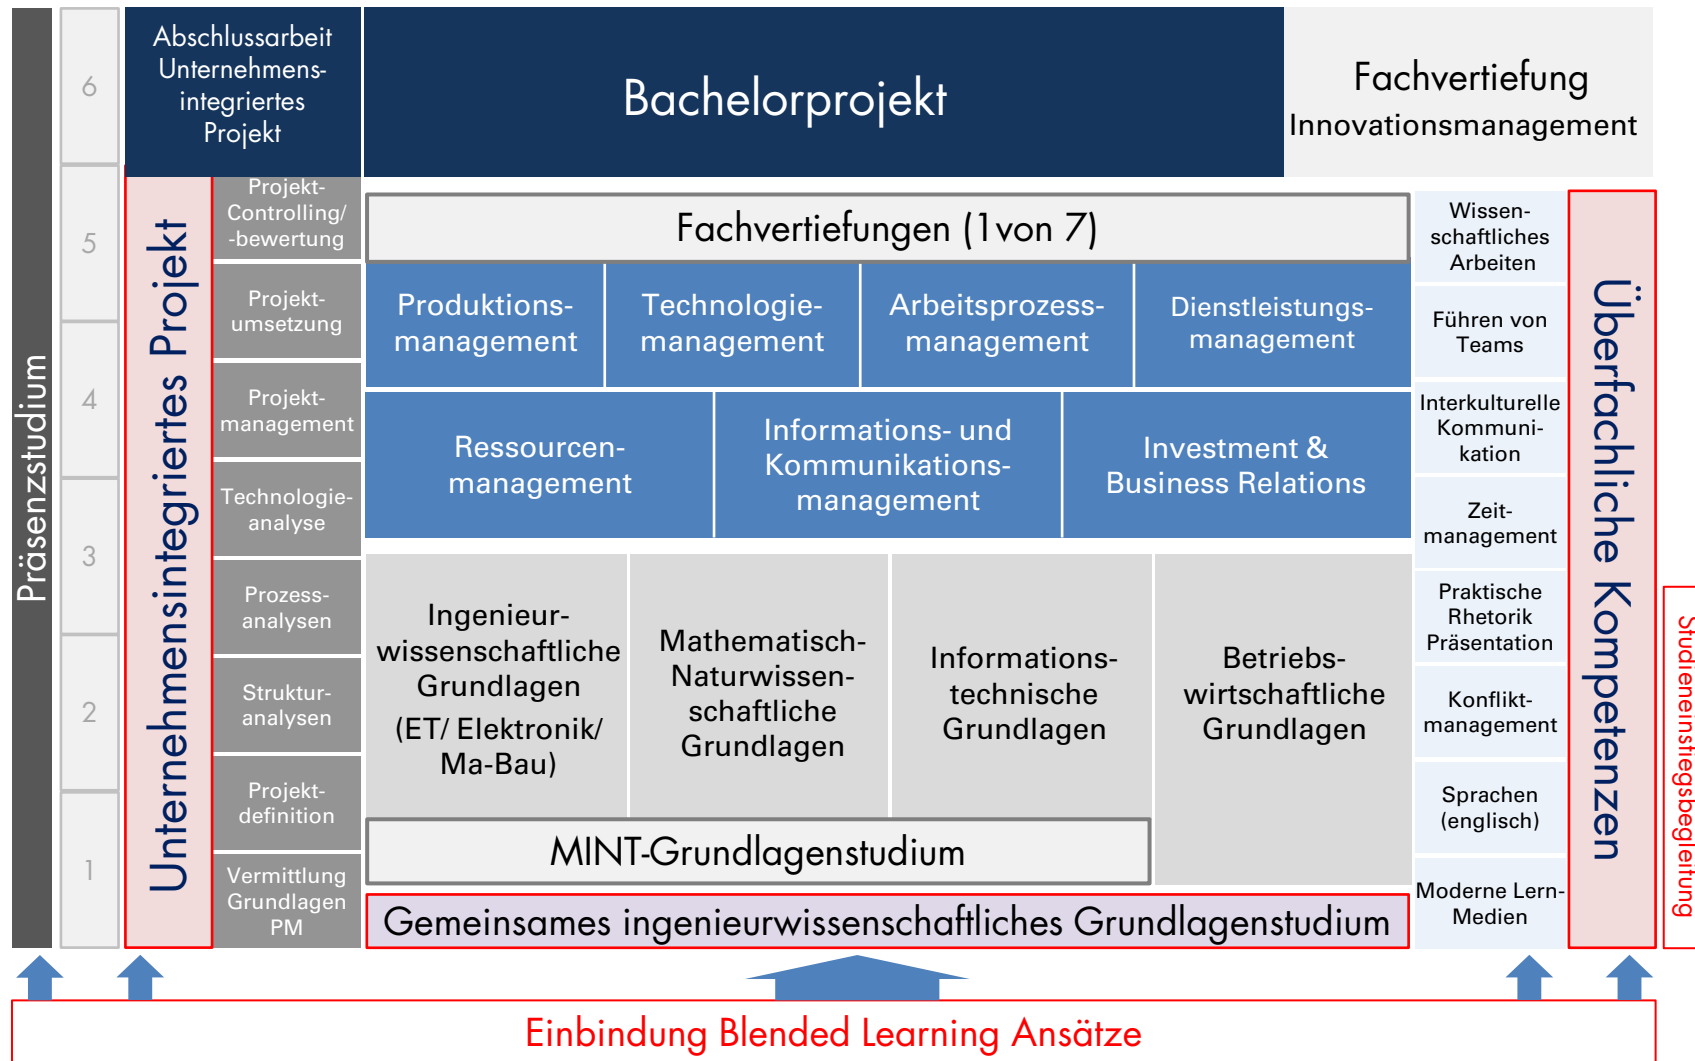 Präsenzstudium
6
5
4
3
2
1
Abschlussarbeit
Unternehmens-
integriertes
Projekt
Bachelorprojekt
Fachvertiefung
Innovationsmanagement
Unternehmensintegriertes Projekt
Projekt-
Controlling/
-bewertung
Projekt-
umsetzung
Projekt-
management
Technologie-
analyse
Prozess-
analysen
Struktur-
analysen
Projekt-
definition
Vermittlung
Grundlagen
PM
Fachvertiefungen (1von 7)
Produktions-
management
Technologie-
management
Arbeitsprozess-
management
Dienstleistungs-
management
Ressourcen-
management
Informations- und
Kommunikations-
management
Investment &
Business Relations
Ingenieur-
wissenschaftliche
Grundlagen
(ET/ Elektronik/
Ma-Bau)
Mathematisch-
Naturwissen-
schaftliche
Grundlagen
Informations-
technische
Grundlagen
Betriebs-
wirtschaftliche
Grundlagen
MINT-Grundlagenstudium
Gemeinsames ingenieurwissenschaftliches Grundlagenstudium
Wissen-
schaftliches
Arbeiten
Führen von
Teams
Interkulturelle
Kommuni-
kation
Zeit-
management
Praktische
Rhetorik
Präsentation
Konflikt-
management
Sprachen
(englisch)
Moderne Lern-
Medien
Überfachliche Kompetenzen
Studieneinstiegsbegleitung
Einbindung Blended Learning Ansätze